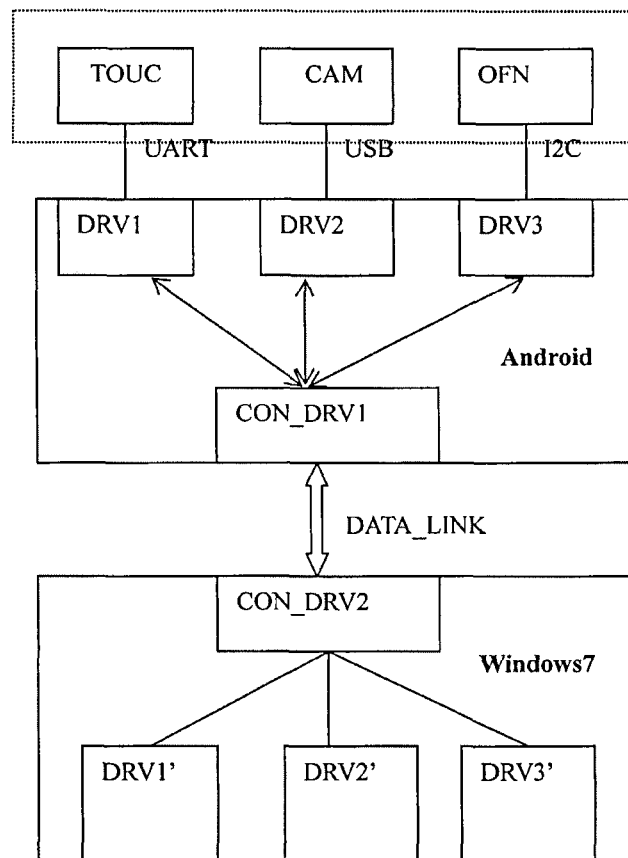 TOUC CAM OFN
UART USB I2C
DRV1 DRV2 DRV3
Android
CON_DRV1
DATA_LINK
CON_DRV2
Windows7
DRV1’ DRV2’ DRV3’